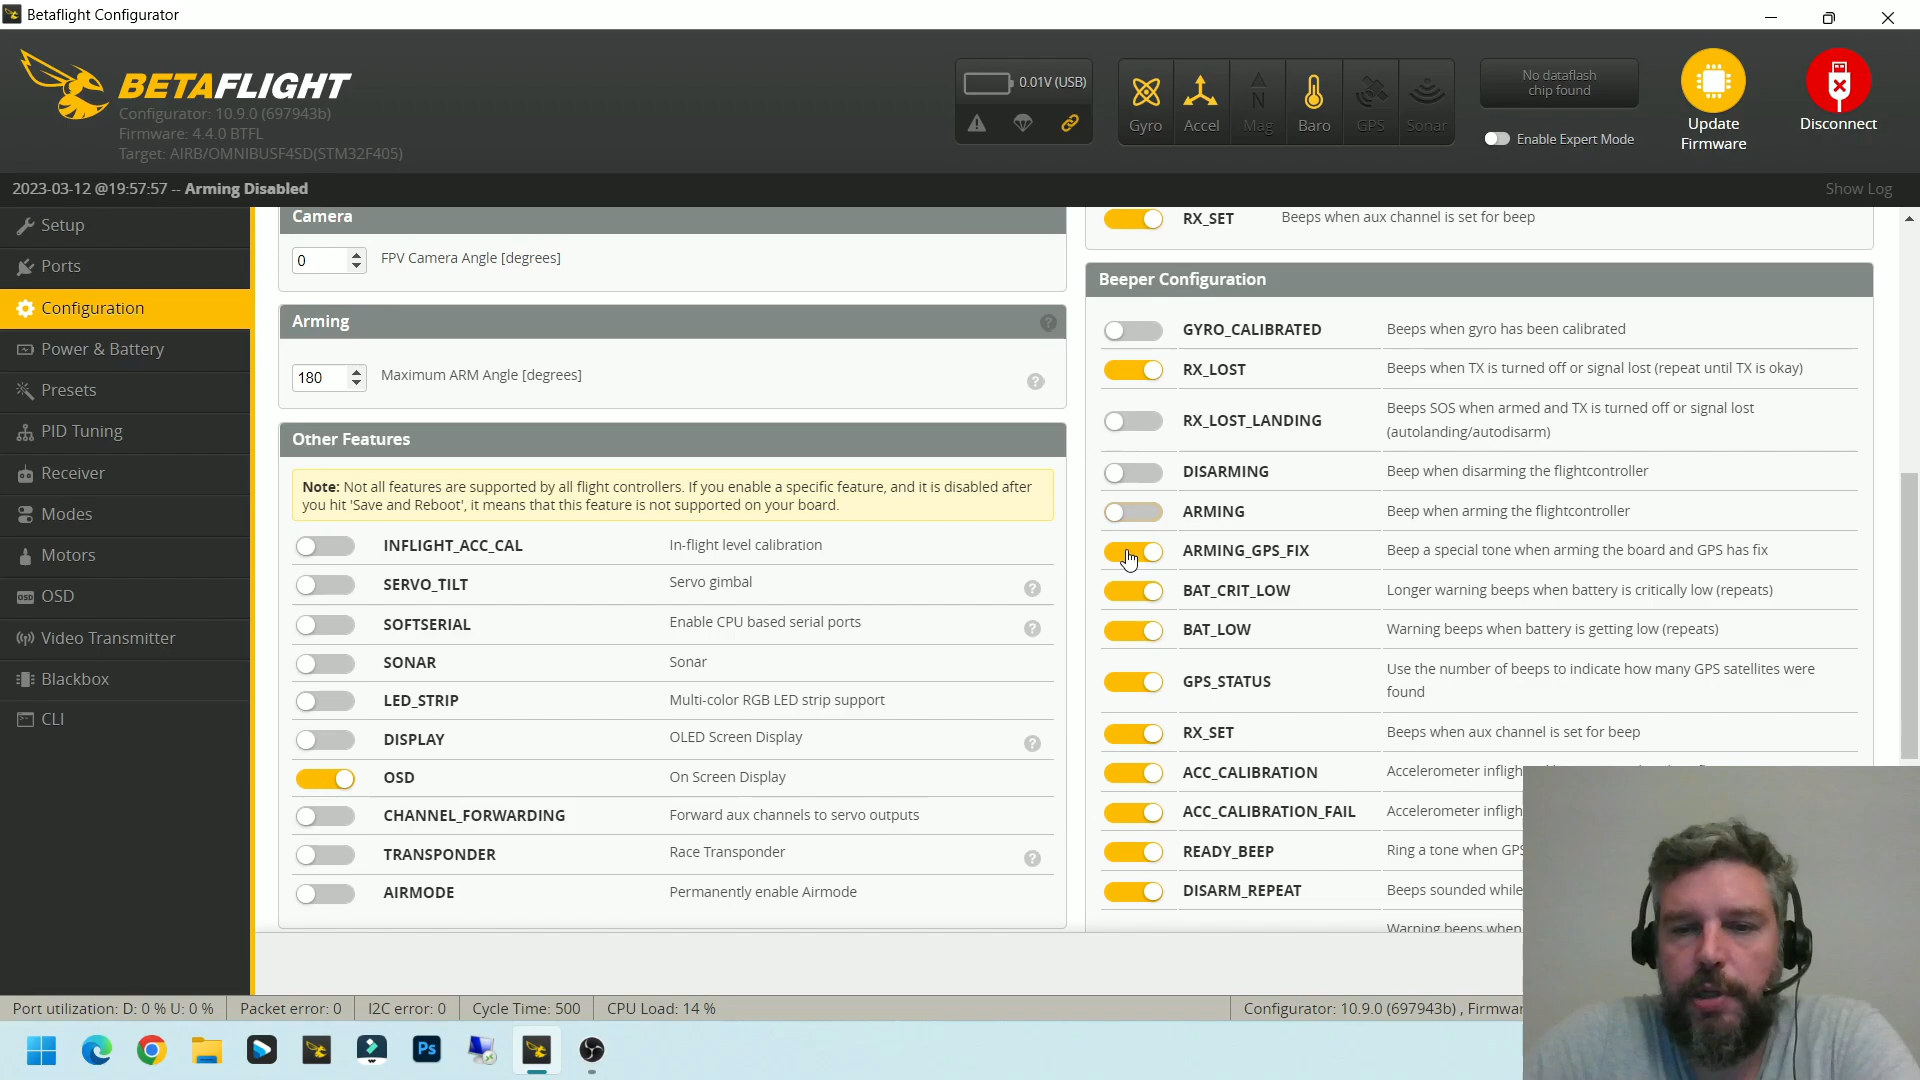 Betaflight Configurator
BETAFLIGHT
Configurator: 10.9.0 (697943b)
Firmware: 4.4.0 BTFL
Target: AIRB/OMNIBUSF4SD(STM32F405)
0.01V (USB)
Gyro
Accel
Mag
Baro
GPS
Sonar
No dataflash
chip found
Enable Expert Mode
Update
Firmware
Disconnect
2023-03-12 @19:57:57 -- Arming Disabled
Show Log
Setup
Ports
Configuration
Power & Battery
Presets
PID Tuning
Receiver
Modes
Motors
OSD
Video Transmitter
Blackbox
CLI
Camera
0 FPV Camera Angle [degrees]
Arming
180 Maximum ARM Angle [degrees]
Other Features
Note: Not all features are supported by all flight controllers. If you enable a specific feature, and it is disabled after
you hit 'Save and Reboot', it means that this feature is not supported on your board.
INFLIGHT_ACC_CAL In-flight level calibration
SERVO_TILT Servo gimbal
SOFTSERIAL Enable CPU based serial ports
SONAR Sonar
LED_STRIP Multi-color RGB LED strip support
DISPLAY OLED Screen Display
OSD On Screen Display
CHANNEL_FORWARDING Forward aux channels to servo outputs
TRANSPONDER Race Transponder
AIRMODE Permanently enable Airmode
RX_SET Beeps when aux channel is set for beep
Beeper Configuration
GYRO_CALIBRATED Beeps when gyro has been calibrated
RX_LOST Beeps when TX is turned off or signal lost (repeat until TX is okay)
RX_LOST_LANDING Beeps SOS when armed and TX is turned off or signal lost
(autolanding/autodisarm)
DISARMING Beep when disarming the flightcontroller
ARMING Beep when arming the flightcontroller
ARMING_GPS_FIX Beep a special tone when arming the board and GPS has fix
BAT_CRIT_LOW Longer warning beeps when battery is critically low (repeats)
BAT_LOW Warning beeps when battery is getting low (repeats)
GPS_STATUS Use the number of beeps to indicate how many GPS satellites were
found
RX_SET Beeps when aux channel is set for beep
ACC_CALIBRATION Accelerometer infligh
ACC_CALIBRATION_FAIL Accelerometer infligh
READY_BEEP Ring a tone when GPS
DISARM_REPEAT Beeps sounded while
Warning beeps when
Port utilization: D: 0 % U: 0 %
Packet error: 0
I2C error: 0
Cycle Time: 500
CPU Load: 14 %
Configurator: 10.9.0 (697943b) , Firmwar
Ps